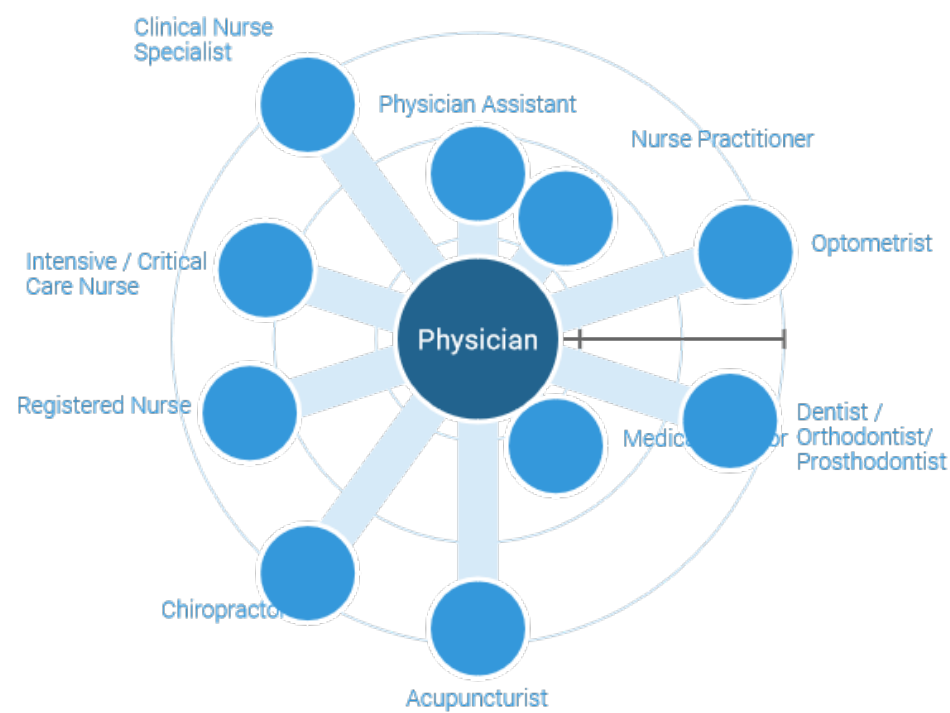 Clinical Nurse
Specialist
Physician Assistant
Nurse Practitioner
Optometrist
Intensive / Critical
Care Nurse
Physician
Registered Nurse
Dentist /
Orthodontist/
Prosthodontist
Chiropractor
Acupuncturist